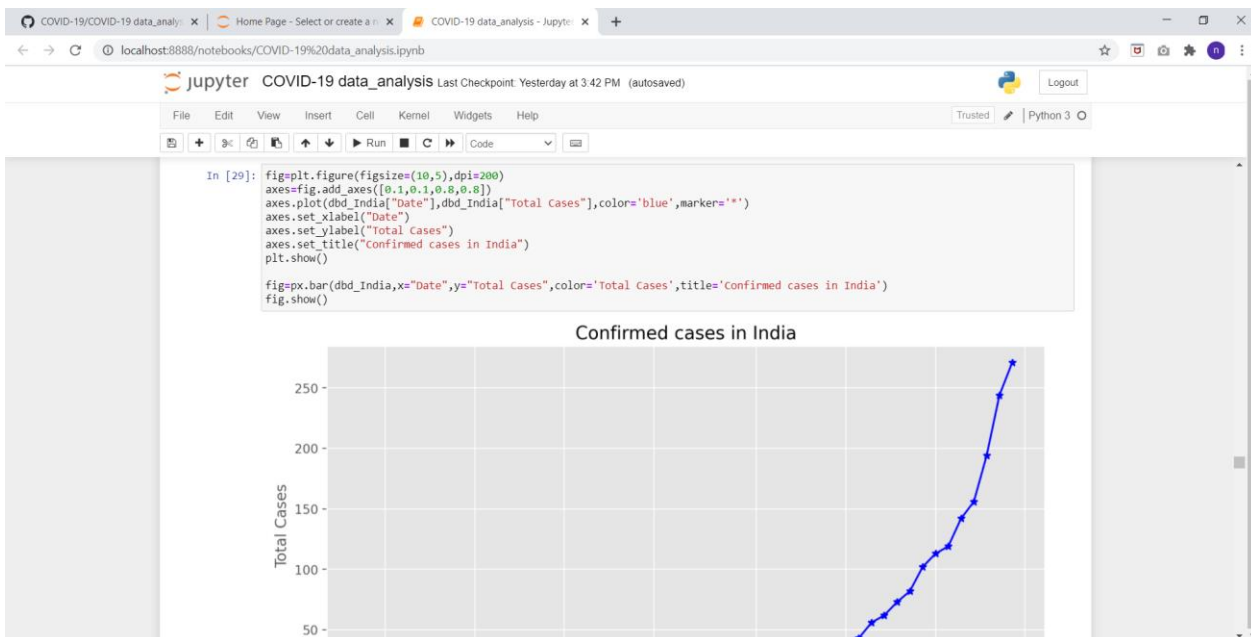 COVID-19/COVID-19 data_analys
Home Page - Select or create a n
COVID-19 data_analysis - Jupyte
localhost:8888/notebooks/COVID-19%20data_analysis.ipynb
n
jupyter COVID-19 data_analysis Last Checkpoint: Yesterday at 3:42 PM (autosaved)
Logout
File Edit View Insert Cell Kernel Widgets Help
Trusted Python 3
Run Code
In [29]: fig=plt.figure(figsize=(10,5),dpi=200)
axes=fig.add_axes([0.1,0.1,0.8,0.8])
axes.plot(dbd_India["Date"],dbd_India["Total Cases"],color='blue',marker='*')
axes.set_xlabel("Date")
axes.set_ylabel("Total Cases")
axes.set_title("Confirmed cases in India")
plt.show()
fig=px.bar(dbd_India,x="Date",y="Total Cases",color='Total Cases',title='Confirmed cases in India')
fig.show()
Confirmed cases in India
250
200
150
100
50
Total Cases